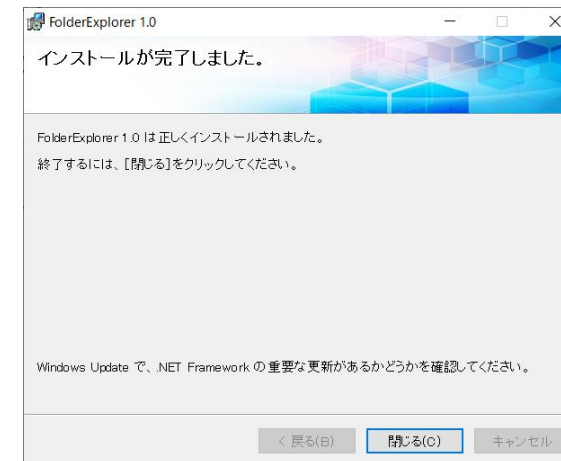 FolderExplorer 1.0
インストールが完了しました。
FolderExplorer 1.0 は正しくインストールされました。
終了するには、[閉じる]をクリックしてください。
Windows Update で、.NET Framework の重要な更新があるかどうかを確認してください。
< 戻る(B)
閉じる(C)
キャンセル